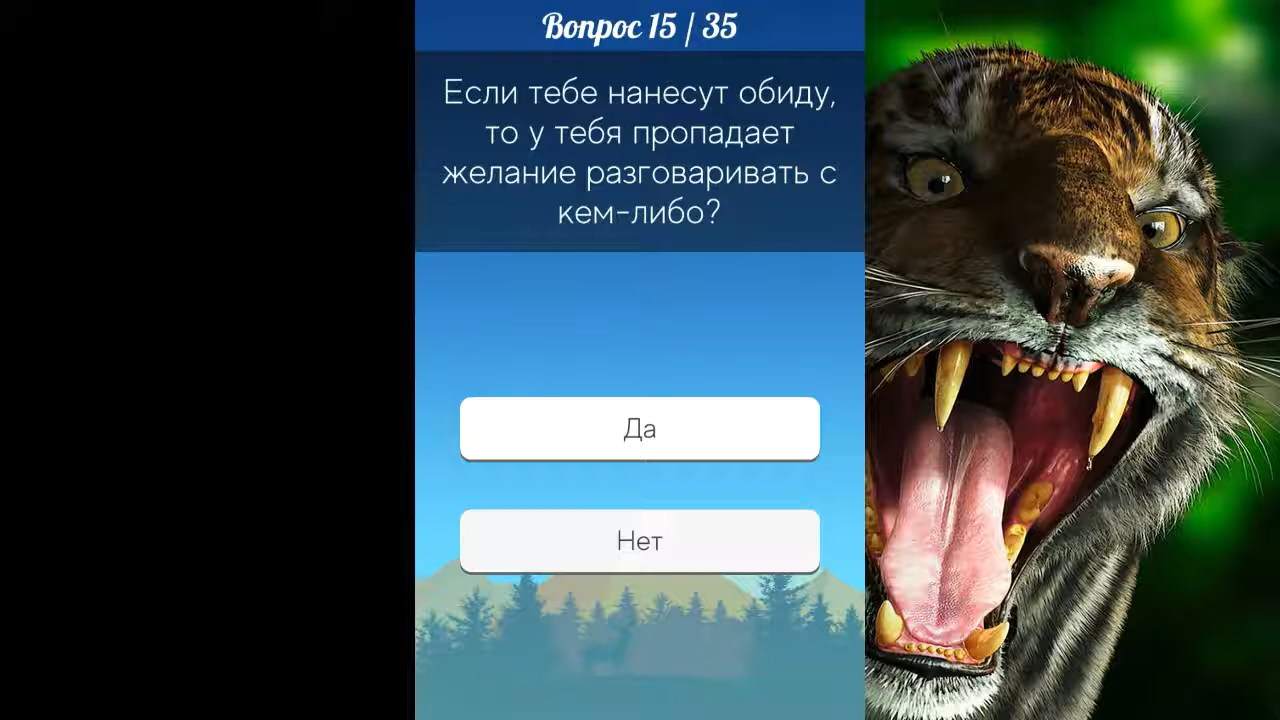 Вопрос 15 / 35
Если тебе нанесут обиду,
то у тебя пропадает
желание разговаривать с
кем-либо?
Да
Нет